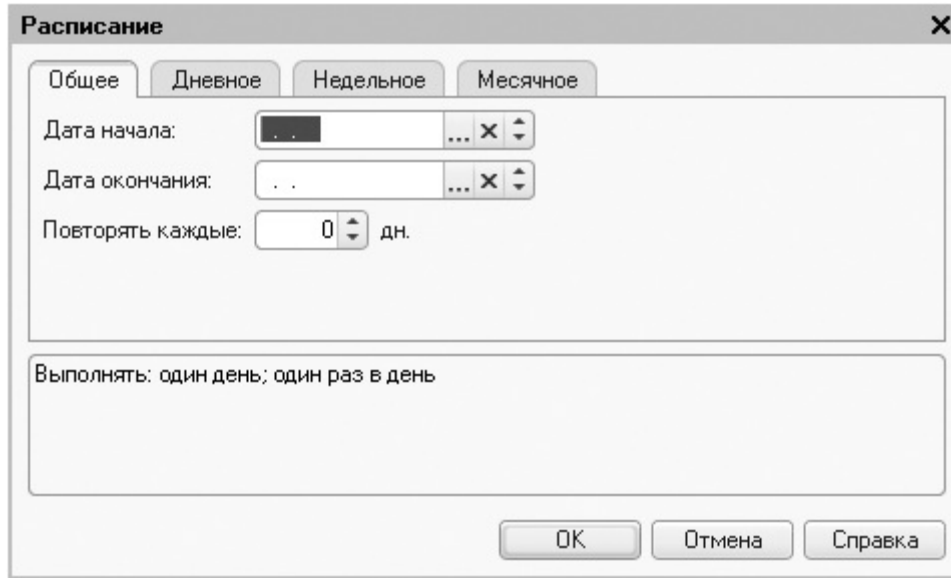 Расписание
Общее Дневное Недельное Месячное
Дата начала: . . ...
Дата окончания: . . ...
Повторять каждые: 0 дн.
Выполнять: один день; один раз в день
OK Отмена Справка